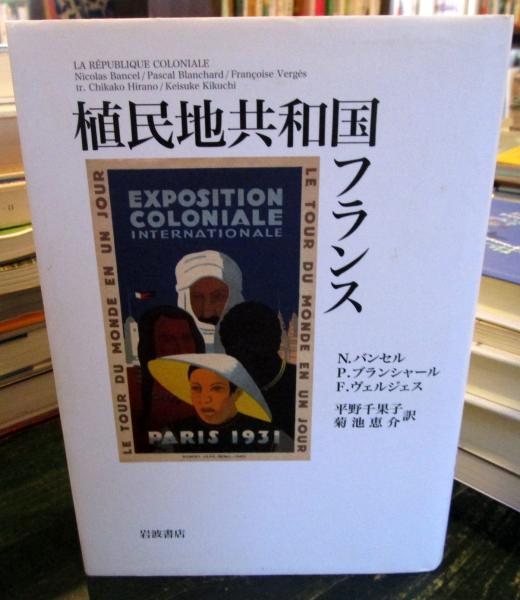 LA RÉPUBLIQUE COLONIALE
Nicolas Bancel / Pascal Blanchard / Françoise Vergès
tr. Chikako Hirano / Keisuke Kikuchi
植民地共和国
フランス
EXPOSITION
COLONIALE
INTERNATIONALE
LE TOUR DU MONDE EN UN JOUR
LE TOUR DU MONDE EN UN JOUR
PARIS 1931
N.バンセル
P.ブランシャール
F.ヴェルジェス
平野千果子
菊池恵介 訳
岩波書店